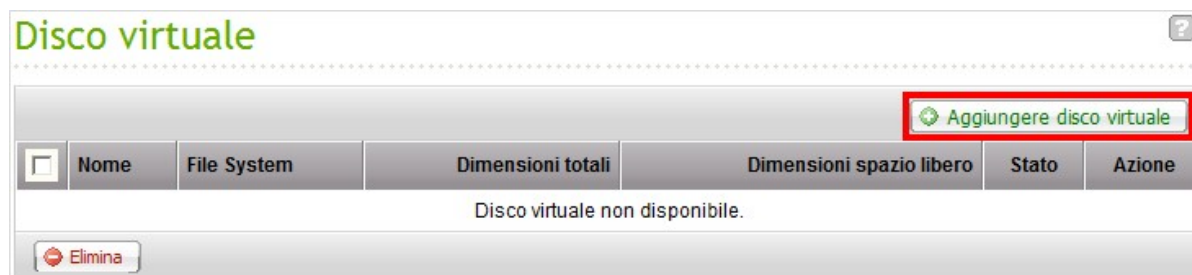 Disco virtuale
?
Aggiungere disco virtuale
Nome File System Dimensioni totali Dimensioni spazio libero Stato Azione
Disco virtuale non disponibile.
Elimina